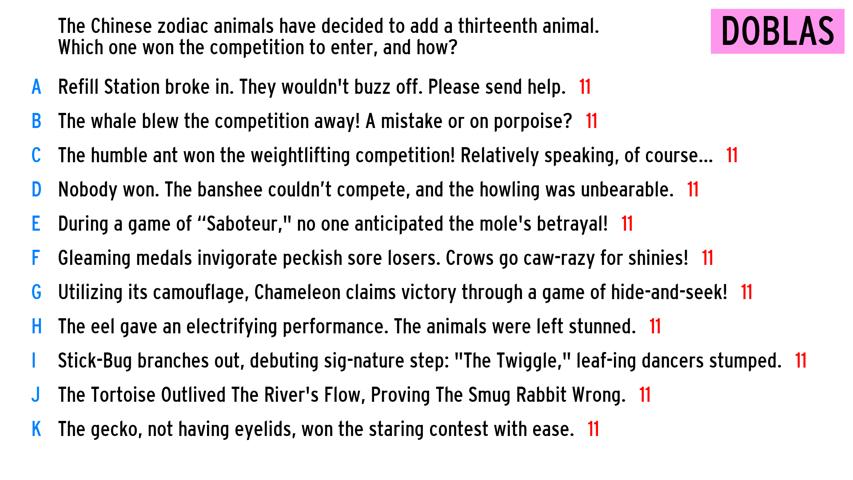 The Chinese zodiac animals have decided to add a thirteenth animal.
Which one won the competition to enter, and how?
DOBLAS
A Refill Station broke in. They wouldn't buzz off. Please send help. 11
B The whale blew the competition away! A mistake or on porpoise? 11
C The humble ant won the weightlifting competition! Relatively speaking, of course... 11
D Nobody won. The banshee couldn’t compete, and the howling was unbearable. 11
E During a game of “Saboteur," no one anticipated the mole's betrayal! 11
F Gleaming medals invigorate peckish sore losers. Crows go caw-razy for shinies! 11
G Utilizing its camouflage, Chameleon claims victory through a game of hide-and-seek! 11
H The eel gave an electrifying performance. The animals were left stunned. 11
I Stick-Bug branches out, debuting sig-nature step: "The Twiggle," leaf-ing dancers stumped. 11
J The Tortoise Outlived The River's Flow, Proving The Smug Rabbit Wrong. 11
K The gecko, not having eyelids, won the staring contest with ease. 11